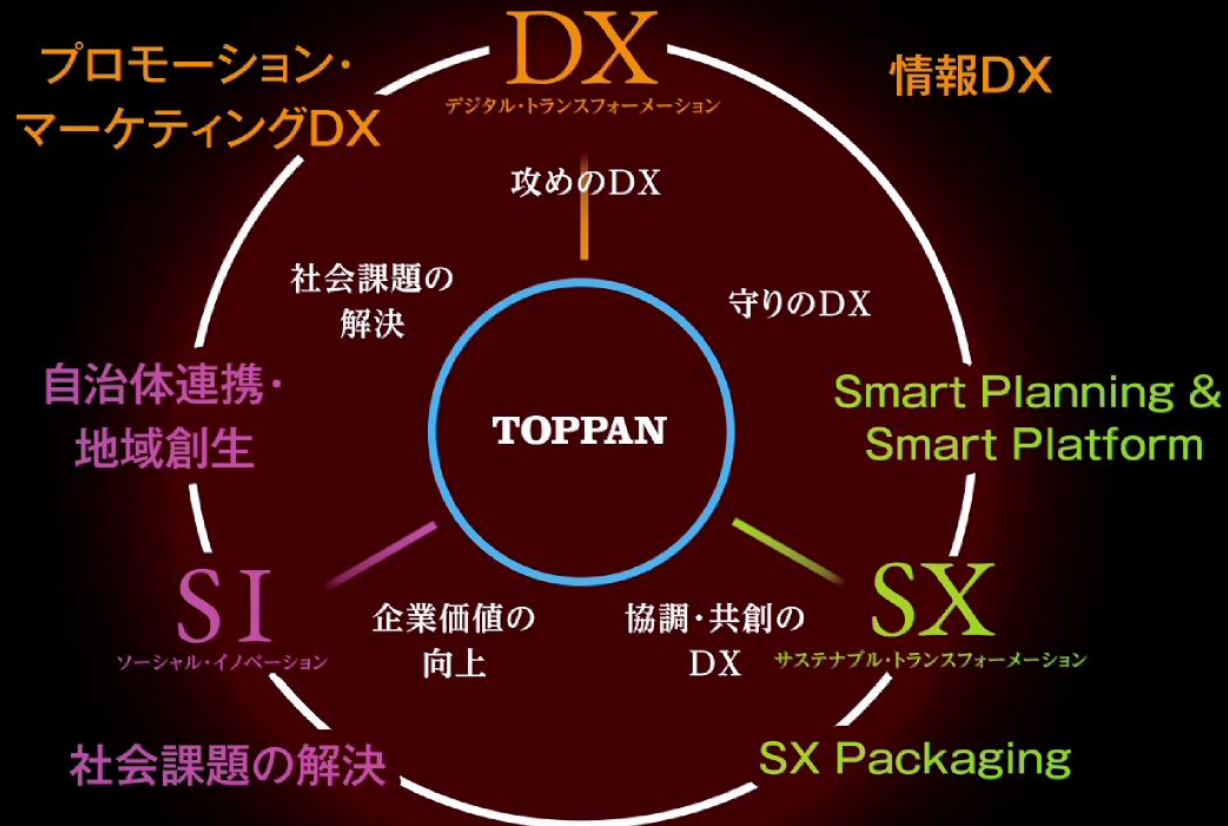 DX
デジタル・トランスフォーメーション
プロモーション・
マーケティングDX
情報DX
攻めのDX
社会課題の
解決
守りのDX
自治体連携・
地域創生
TOPPAN
Smart Planning &
Smart Platform
SI
ソーシャル・イノベーション
企業価値の
向上
協調・共創の
DX
SX
サステナブル・トランスフォーメーション
社会課題の解決
SX Packaging